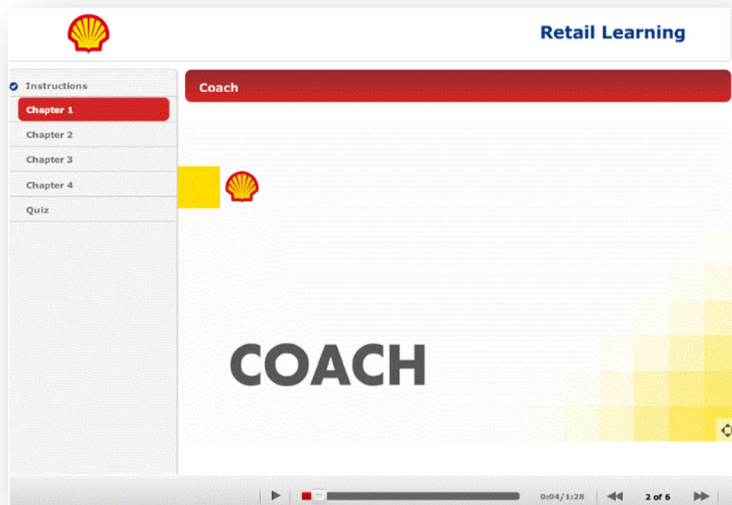 Retail Learning
Instructions
Chapter 1
Chapter 2
Chapter 3
Chapter 4
Quiz
Coach
COACH
0:04/1:28
2 of 6